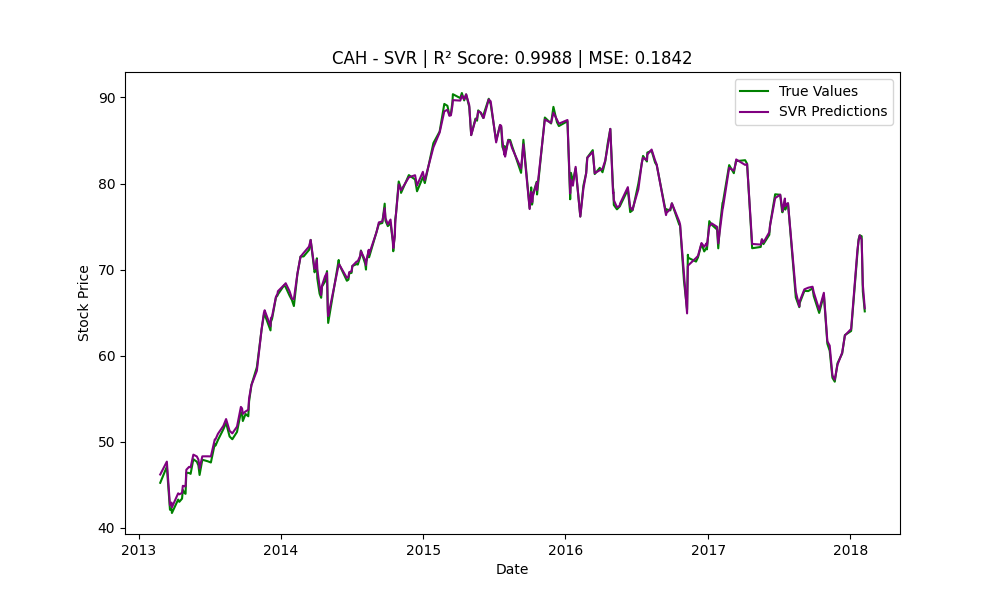 CAH - SVR | R² Score: 0.9988 | MSE: 0.1842
True Values
SVR Predictions
90
80
70
60
50
40
Stock Price
2013 2014 2015 2016 2017 2018
Date